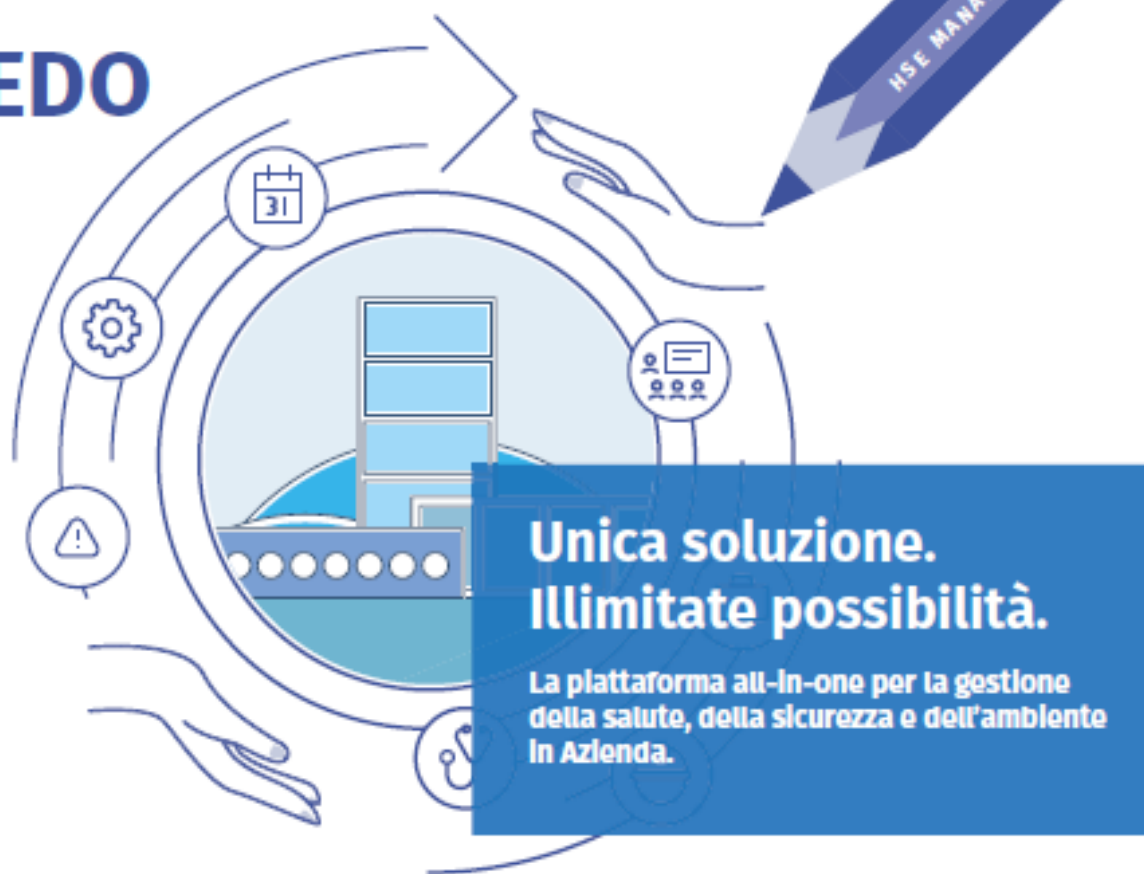 EDO
HSE MANA
31
Unica soluzione.
Illimitate possibilità.
La piattaforma all-in-one per la gestione
della salute, della sicurezza e dell'ambiente
in Azienda.